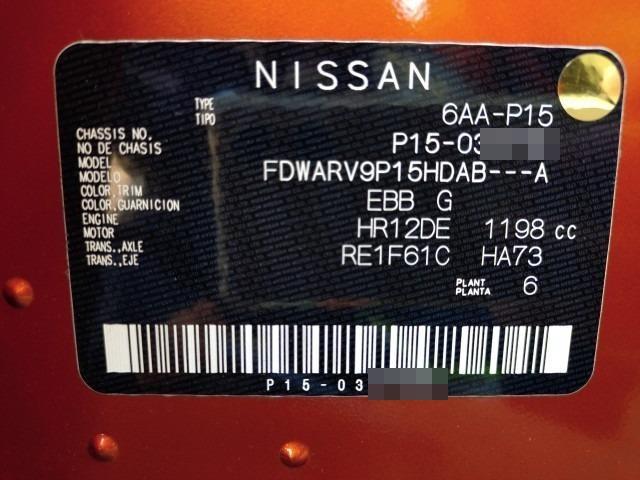 NISSAN
TYPE
TIPO
6AA-P15
CHASSIS NO.
NO DE CHASIS
P15-03
MODEL
MODELO
FDWARV9P15HDAB---A
COLOR,TRIM
COLOR,GUARNICION
EBB G
ENGINE
MOTOR
HR12DE 1198 cc
TRANS.,AXLE
TRANS.,EJE
RE1F61C HA73
PLANT
PLANTA
6
P15-03